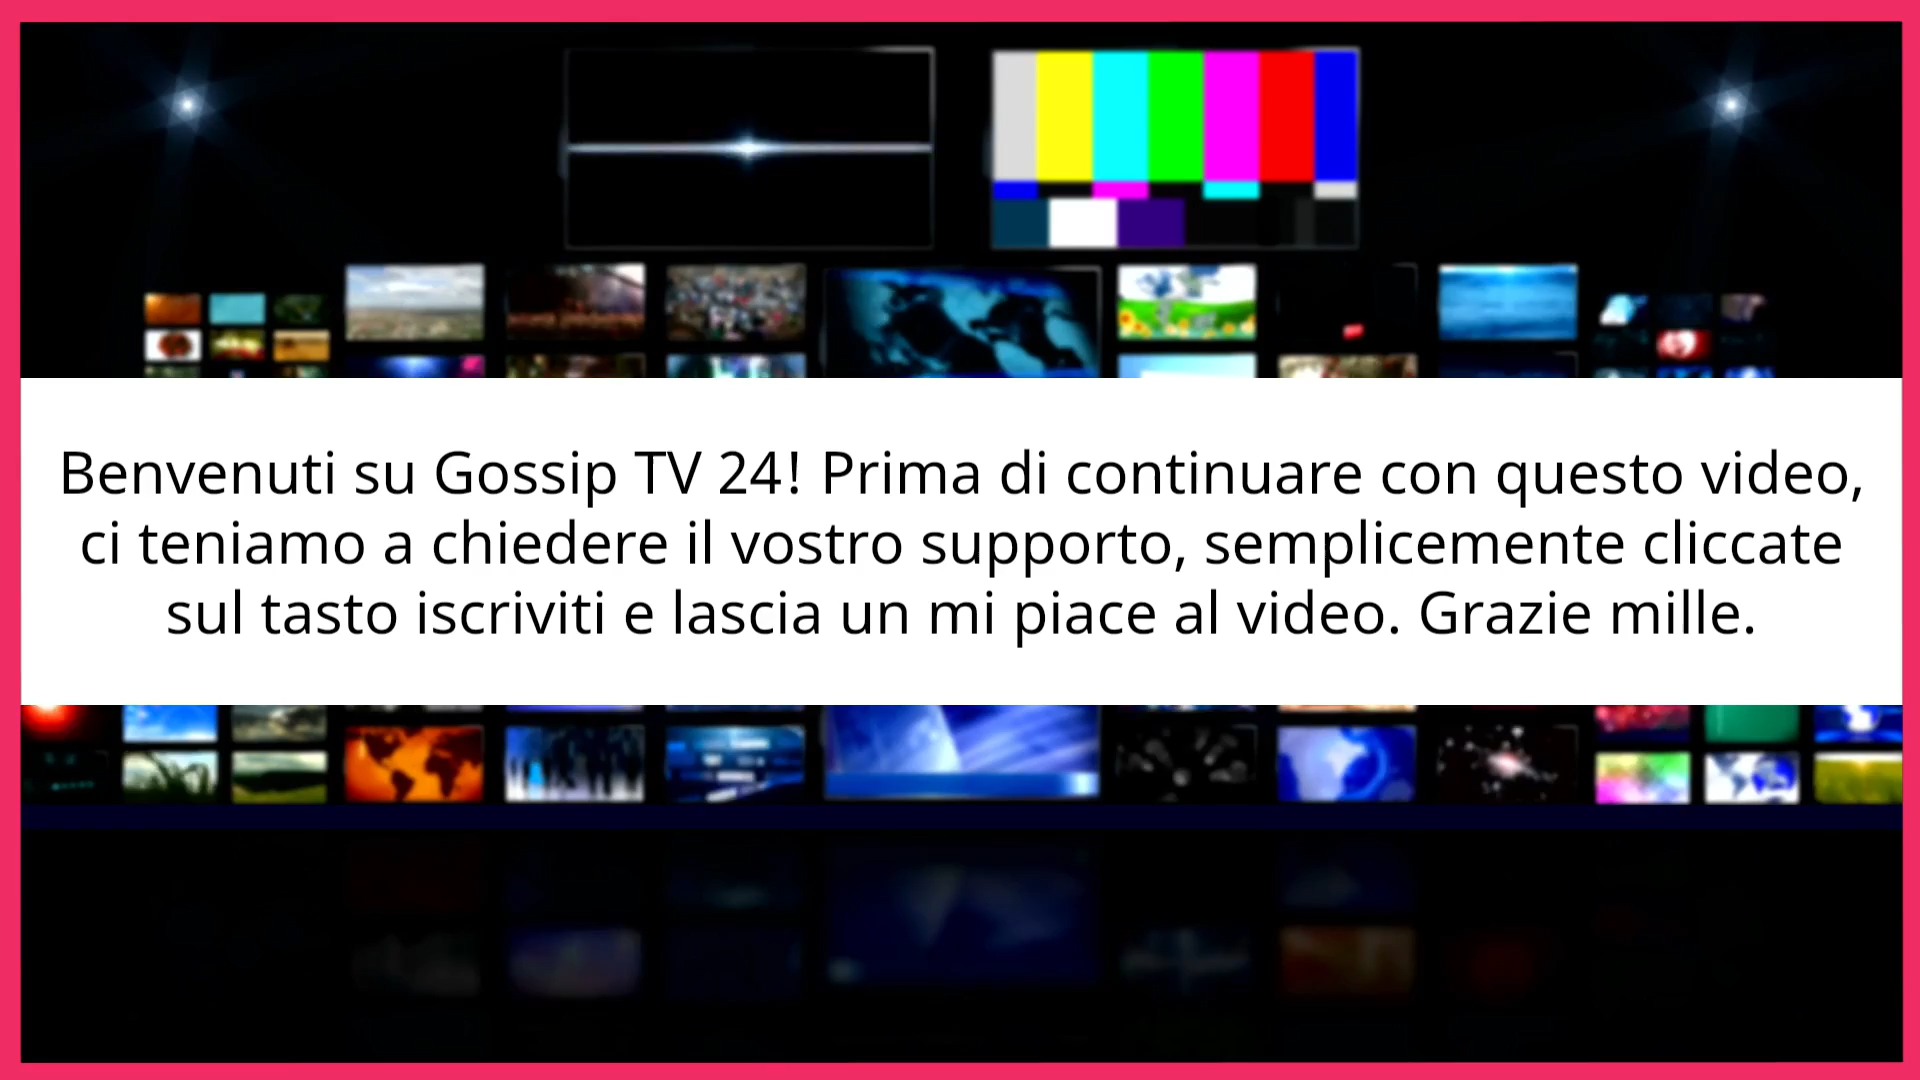 Benvenuti su Gossip TV 24! Prima di continuare con questo video,
ci teniamo a chiedere il vostro supporto, semplicemente cliccate
sul tasto iscriviti e lascia un mi piace al video. Grazie mille.